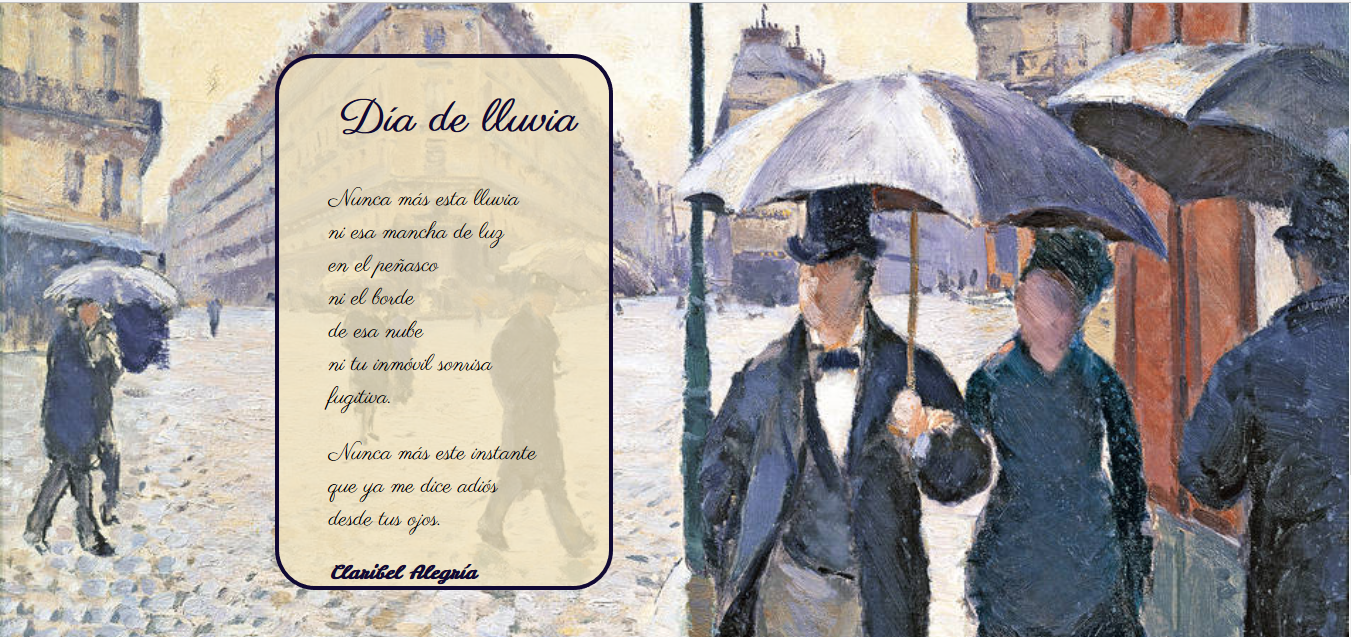 Día de lluvia
Nunca más esta lluvia
ni esa mancha de luz
en el peñasco
ni el borde
de esa nube
ni tu inmóvil sonrisa
fugitiva.
Nunca más este instante
que ya me dice adiós
desde tus ojos.
Claribel Alegría